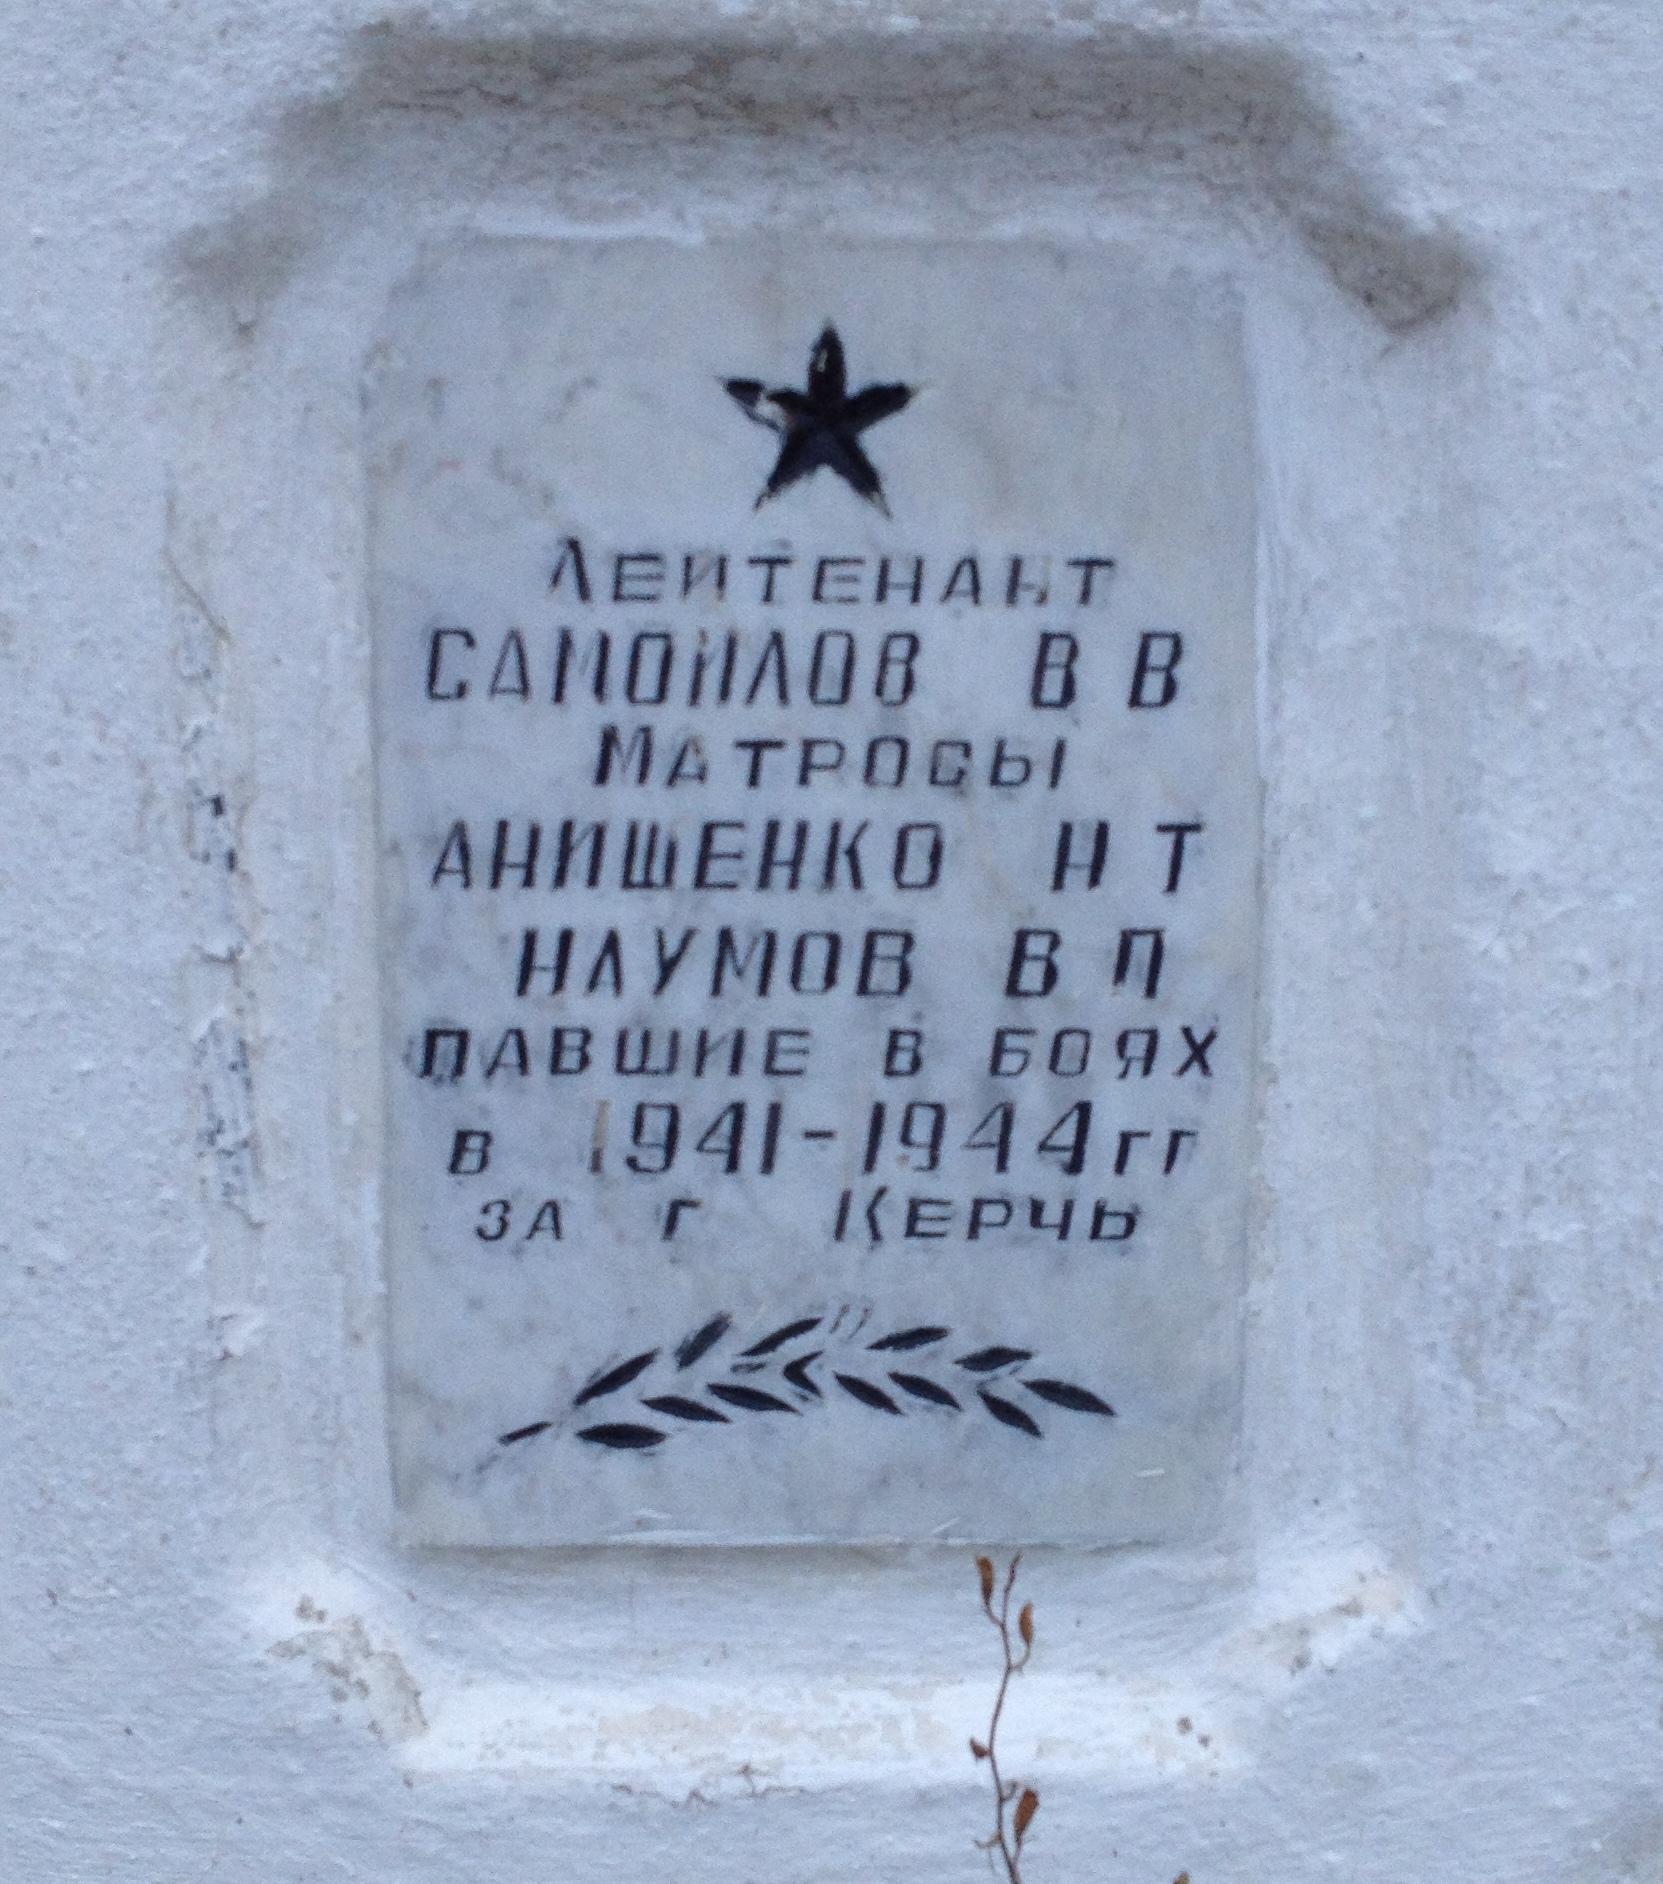 Лейтенант
САМОЙЛОВ В В
Матросы
АНИЩЕНКО Н Т
НАУМОВ В П
ПАВШИЕ В БОЯХ
в 1941-1944 гг
за г Керчь